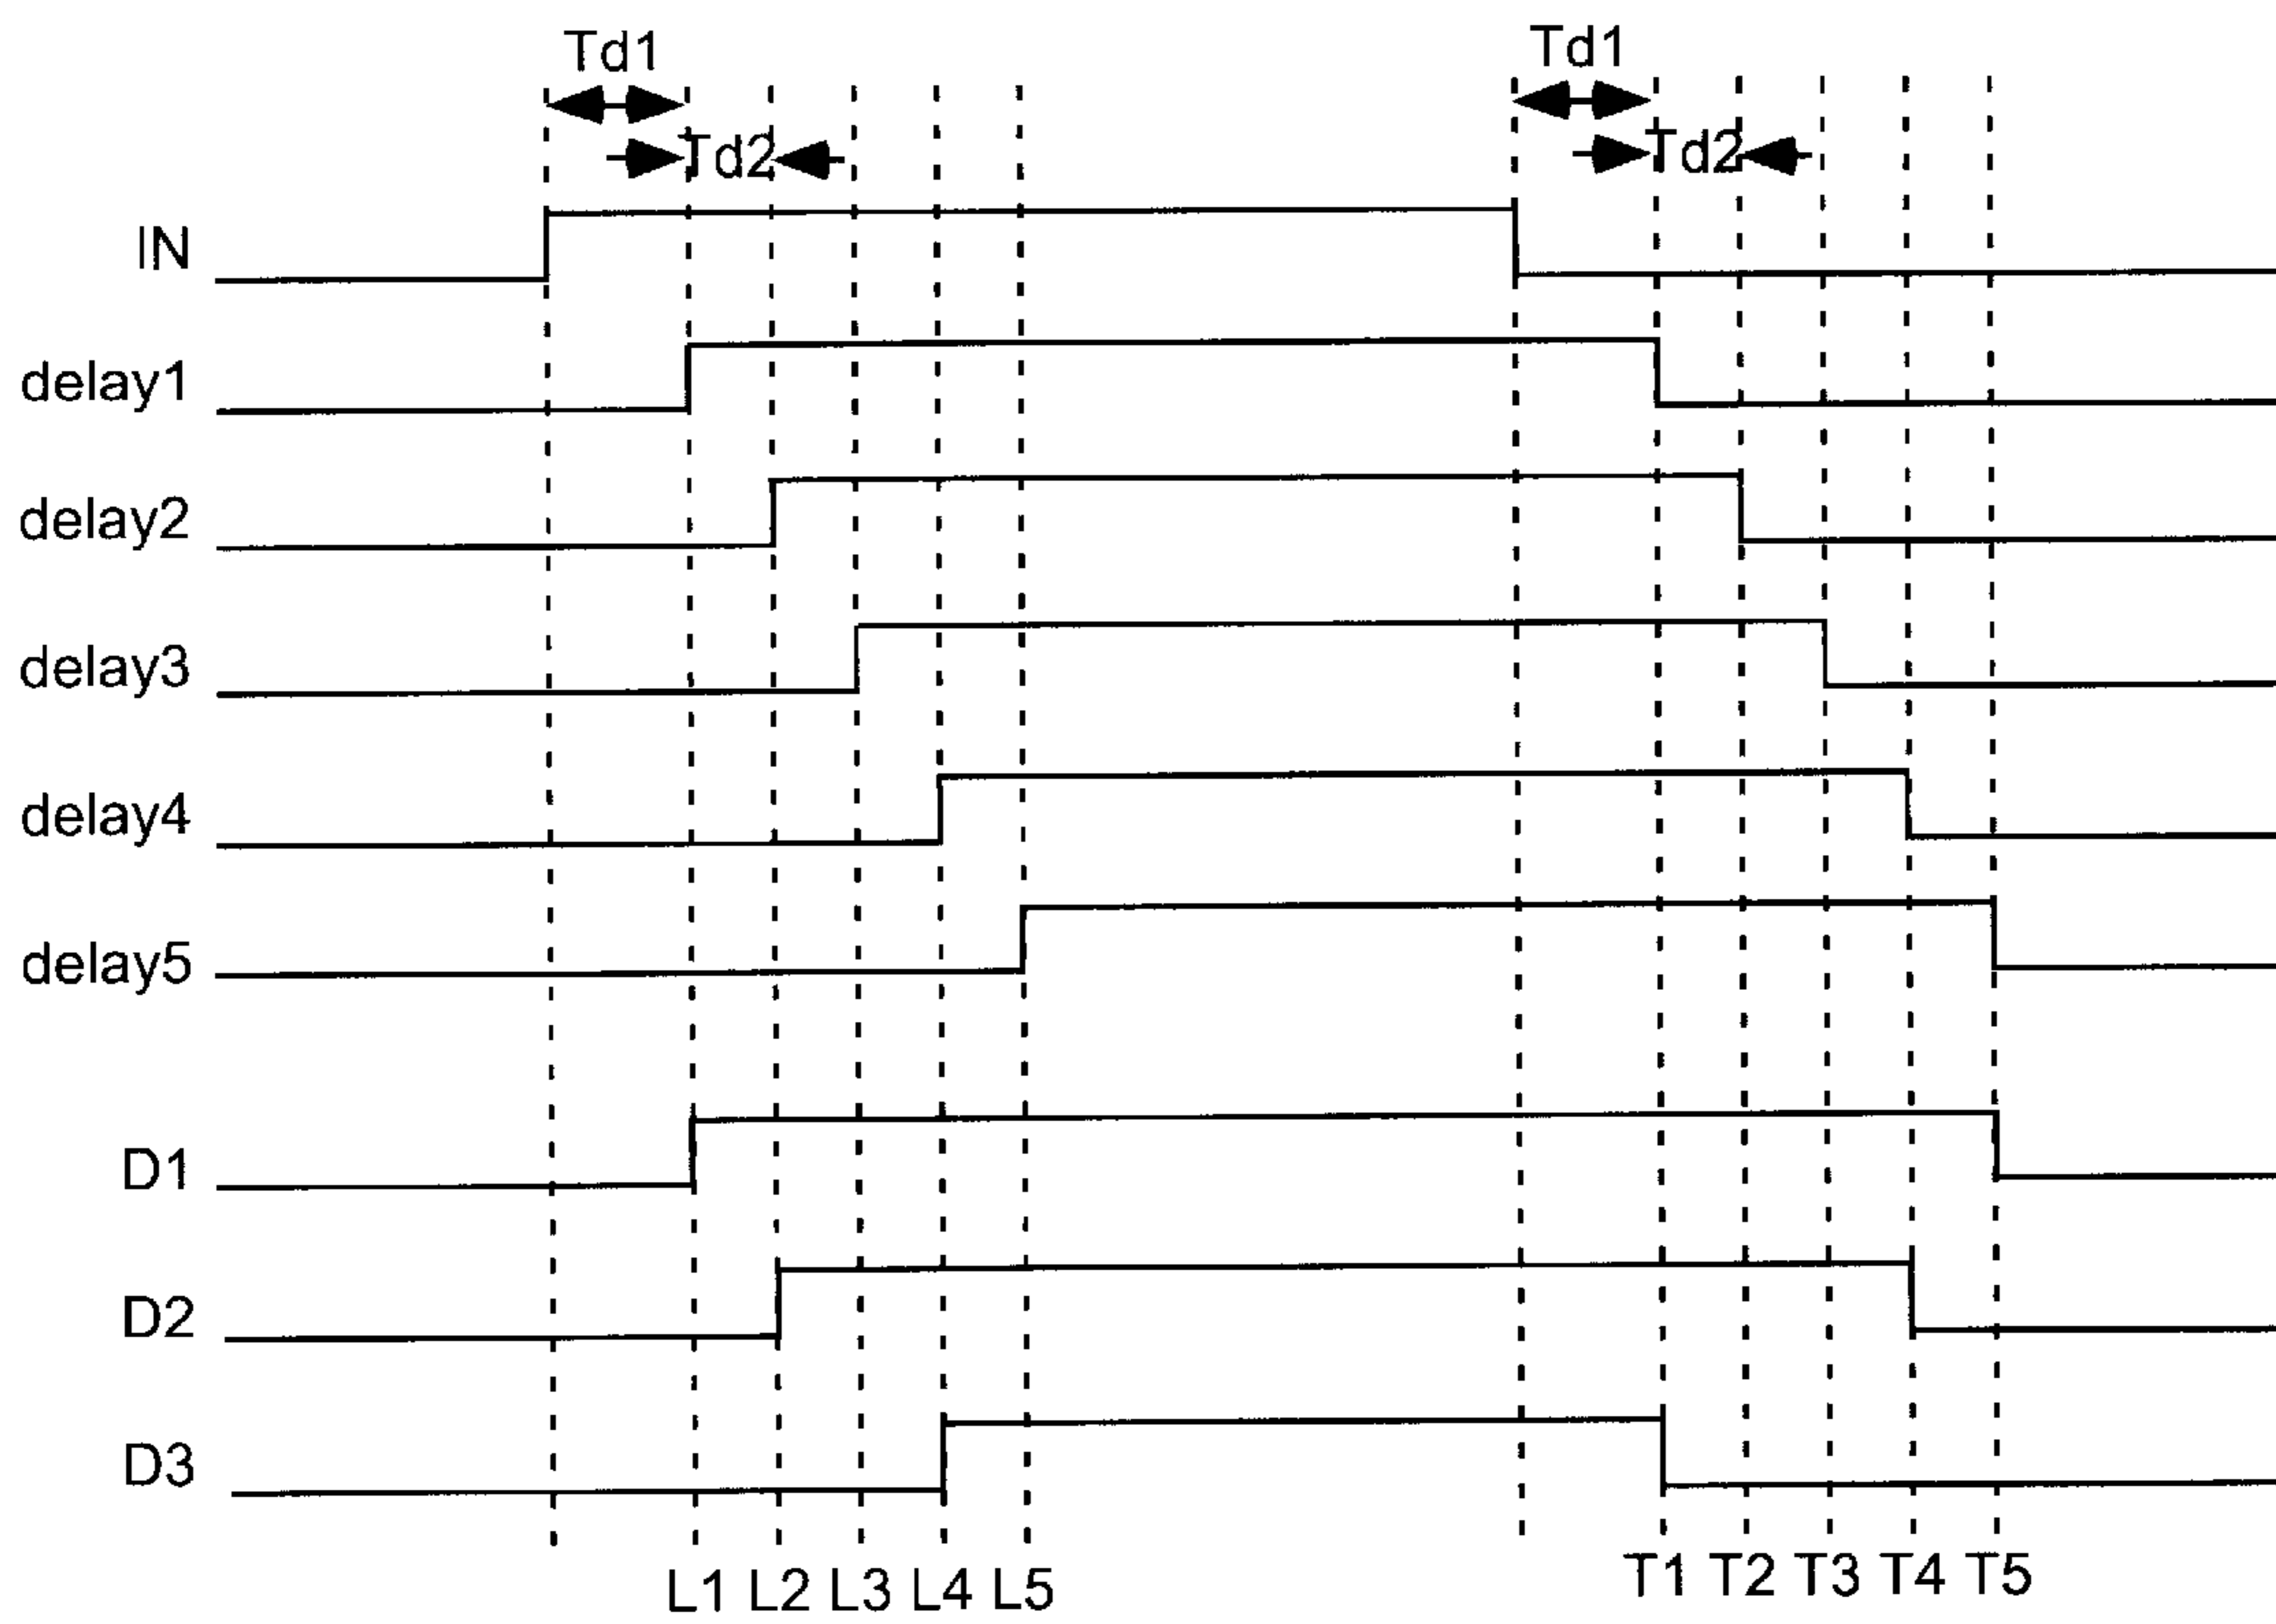 Td1 Td1
Td2 Td2
IN
delay1
delay2
delay3
delay4
delay5
D1
D2
D3
L1 L2 L3 L4 L5 T1 T2 T3 T4 T5